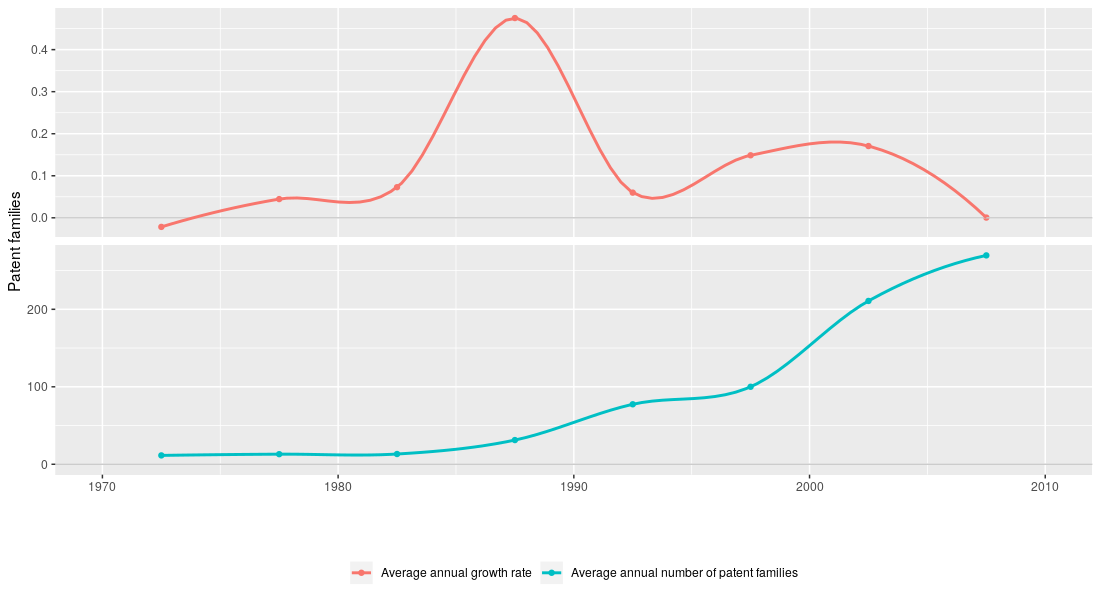 Patent families
0.4
0.3
0.2
0.1
0.0
200
100
0
1970 1980 1990 2000 2010
Average annual growth rate Average annual number of patent families